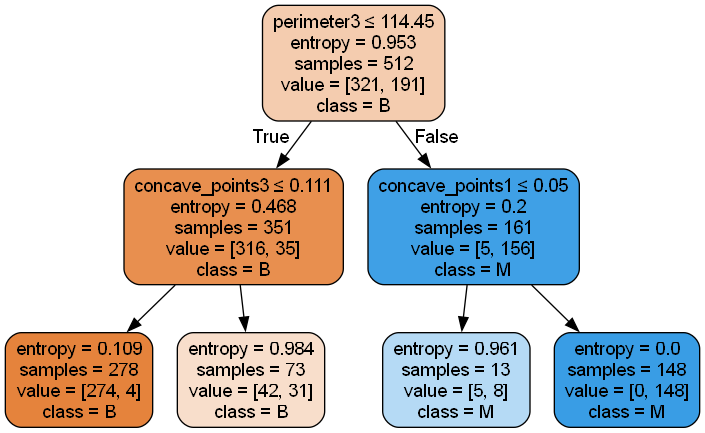 perimeter3 ≤ 114.45
entropy = 0.953
samples = 512
value = [321, 191]
class = B
True
False
concave_points3 ≤ 0.111
entropy = 0.468
samples = 351
value = [316, 35]
class = B
concave_points1 ≤ 0.05
entropy = 0.2
samples = 161
value = [5, 156]
class = M
entropy = 0.109
samples = 278
value = [274, 4]
class = B
entropy = 0.984
samples = 73
value = [42, 31]
class = B
entropy = 0.961
samples = 13
value = [5, 8]
class = M
entropy = 0.0
samples = 148
value = [0, 148]
class = M